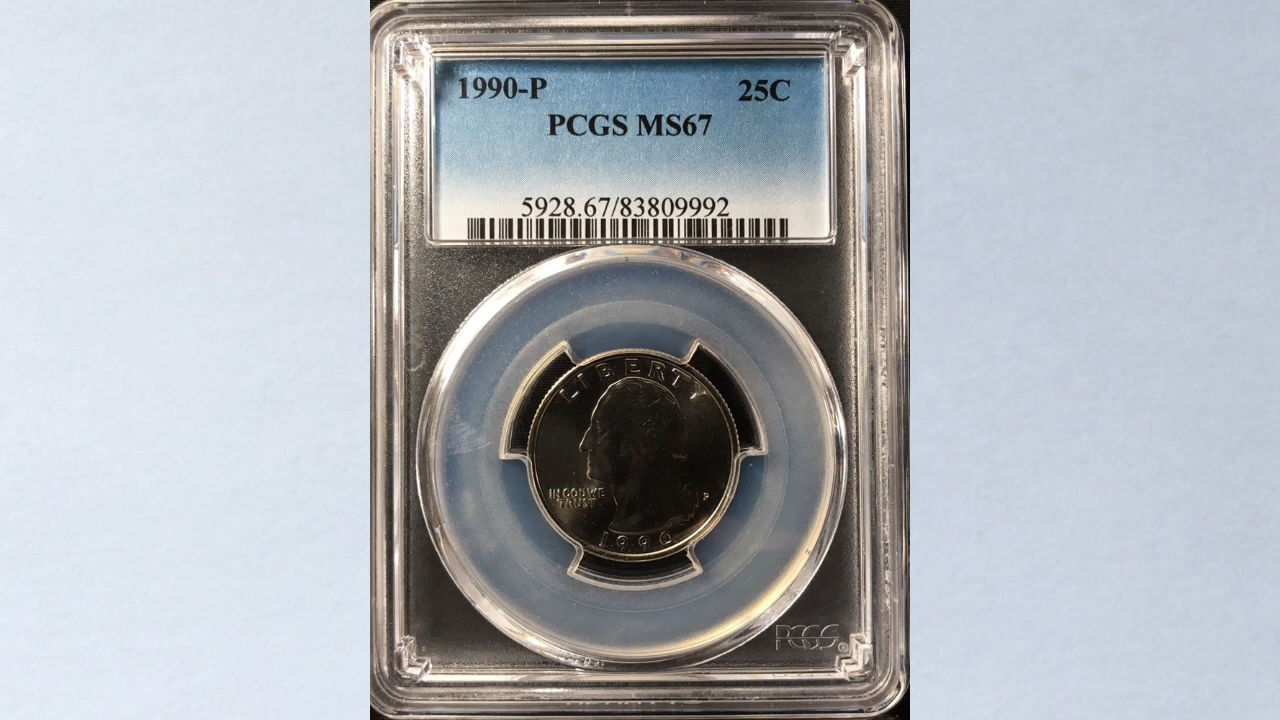 1990-P 25C
PCGS MS67
5928.67/83809992
LIBERTY
IN GOD WE
TRUST
P
1990
PCGS